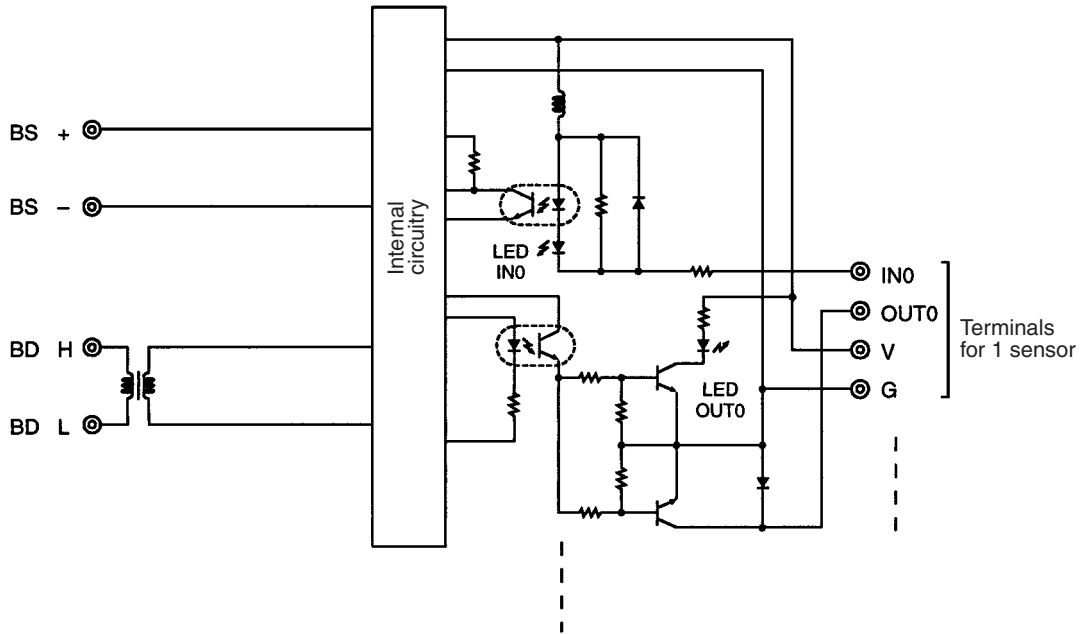 BS +
BS −
BD H
BD L
Internal
circuitry
LED
IN0
LED
OUT0
IN0
OUT0
V
G
Terminals
for 1 sensor